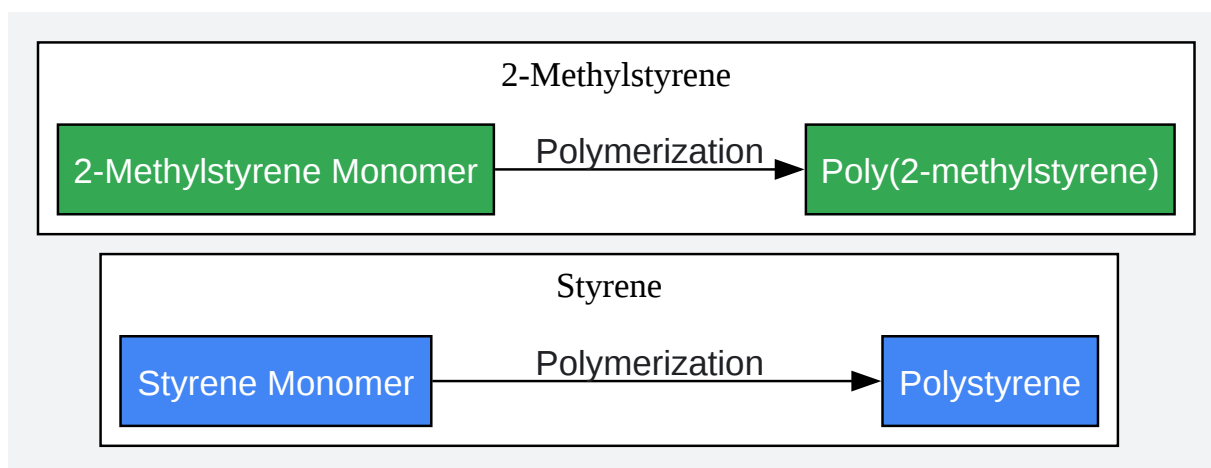 2-Methylstyrene
2-Methylstyrene Monomer
Polymerization
Poly(2-methylstyrene)
Styrene
Styrene Monomer
Polymerization
Polystyrene